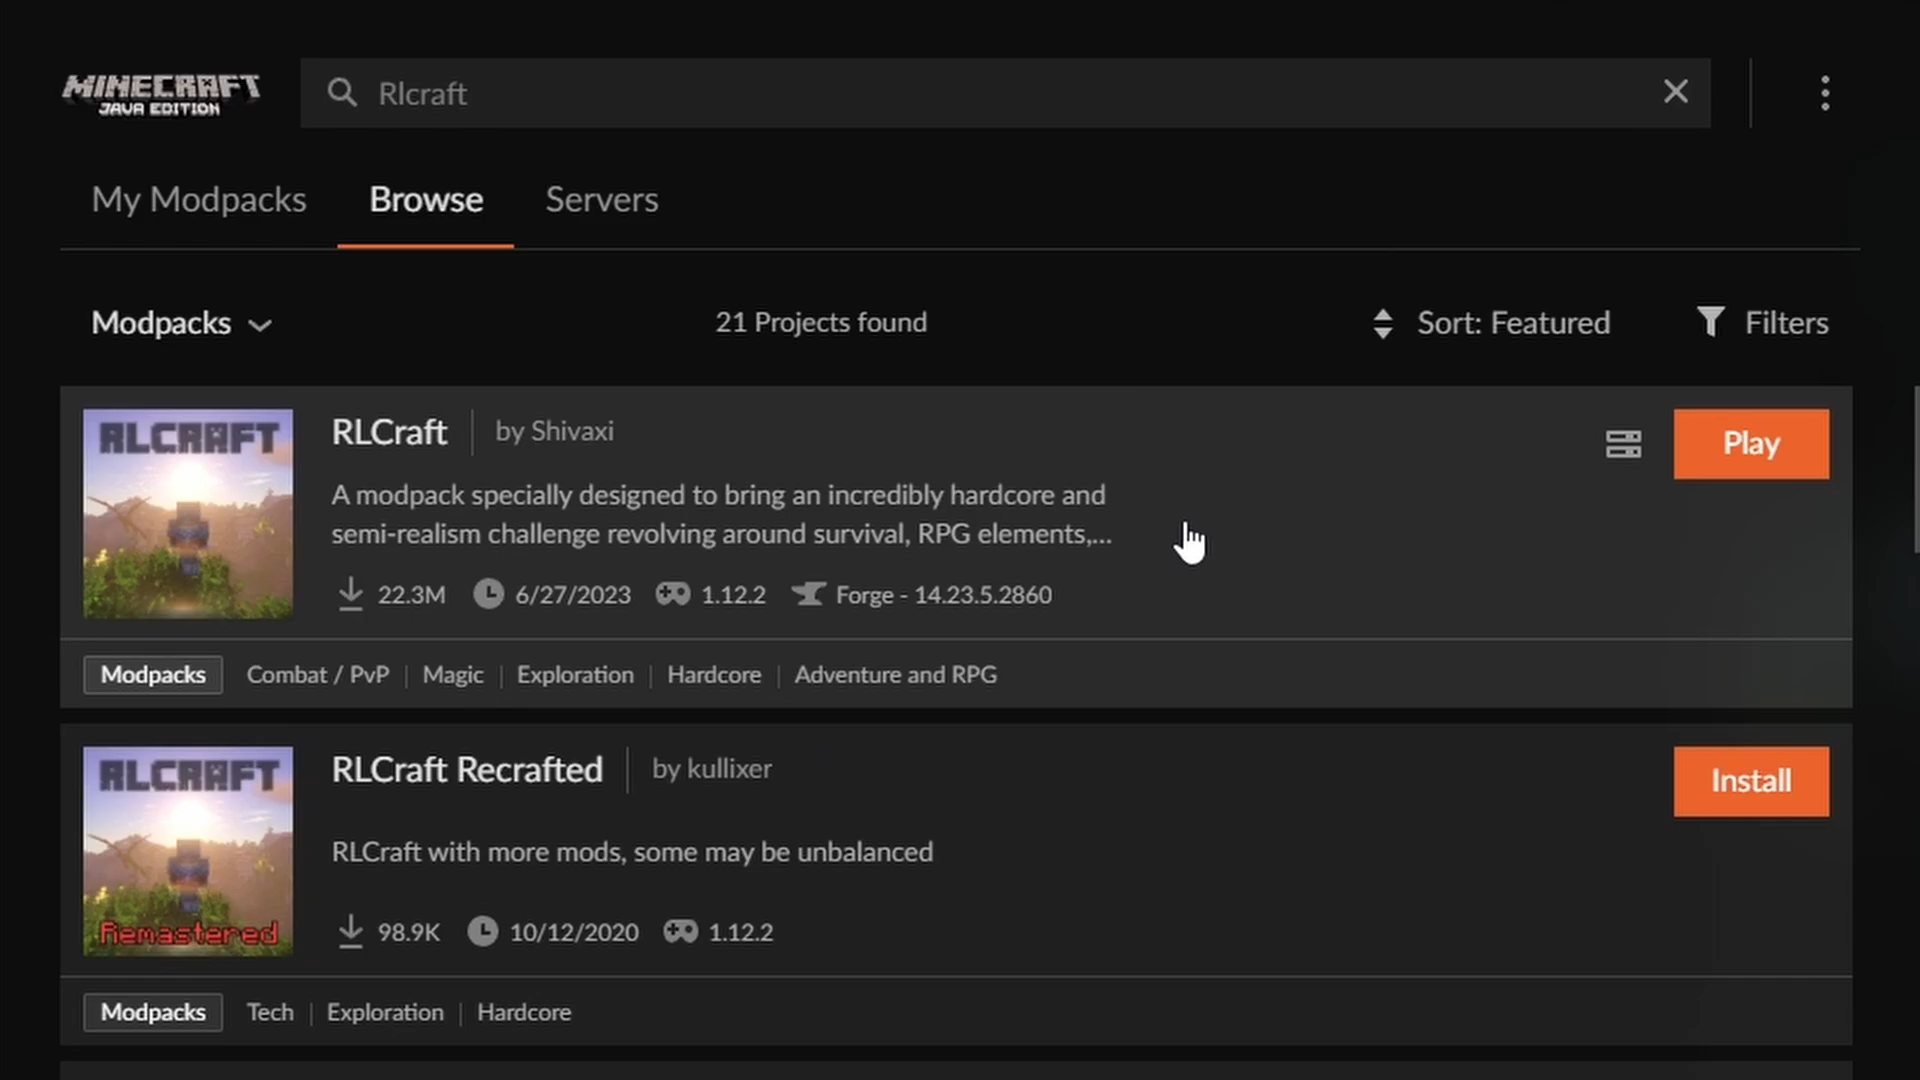 MINECRAFT
JAVA EDITION
Rlcraft
My Modpacks
Browse
Servers
Modpacks
21 Projects found
Sort: Featured
Filters
RLCRAFT
RLCraft
by Shivaxi
Play
A modpack specially designed to bring an incredibly hardcore and
semi-realism challenge revolving around survival, RPG elements,...
22.3M
6/27/2023
1.12.2
Forge - 14.23.5.2860
Modpacks
Combat / PvP
Magic
Exploration
Hardcore
Adventure and RPG
RLCRAFT
Remastered
RLCraft Recrafted
by kullixer
Install
RLCraft with more mods, some may be unbalanced
98.9K
10/12/2020
1.12.2
Modpacks
Tech
Exploration
Hardcore